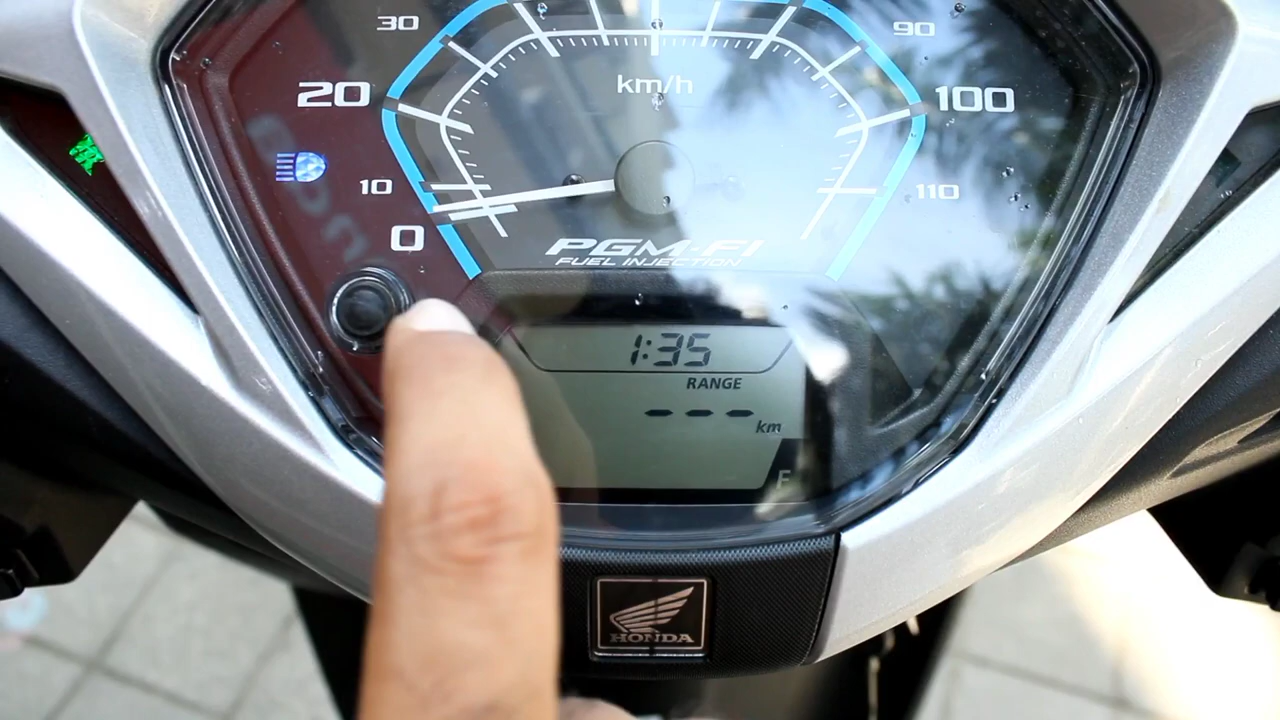 30
90
km/h
20
100
10
110
0
PGM-FI
FUEL INJECTION
1:35
RANGE
--- km
F
HONDA